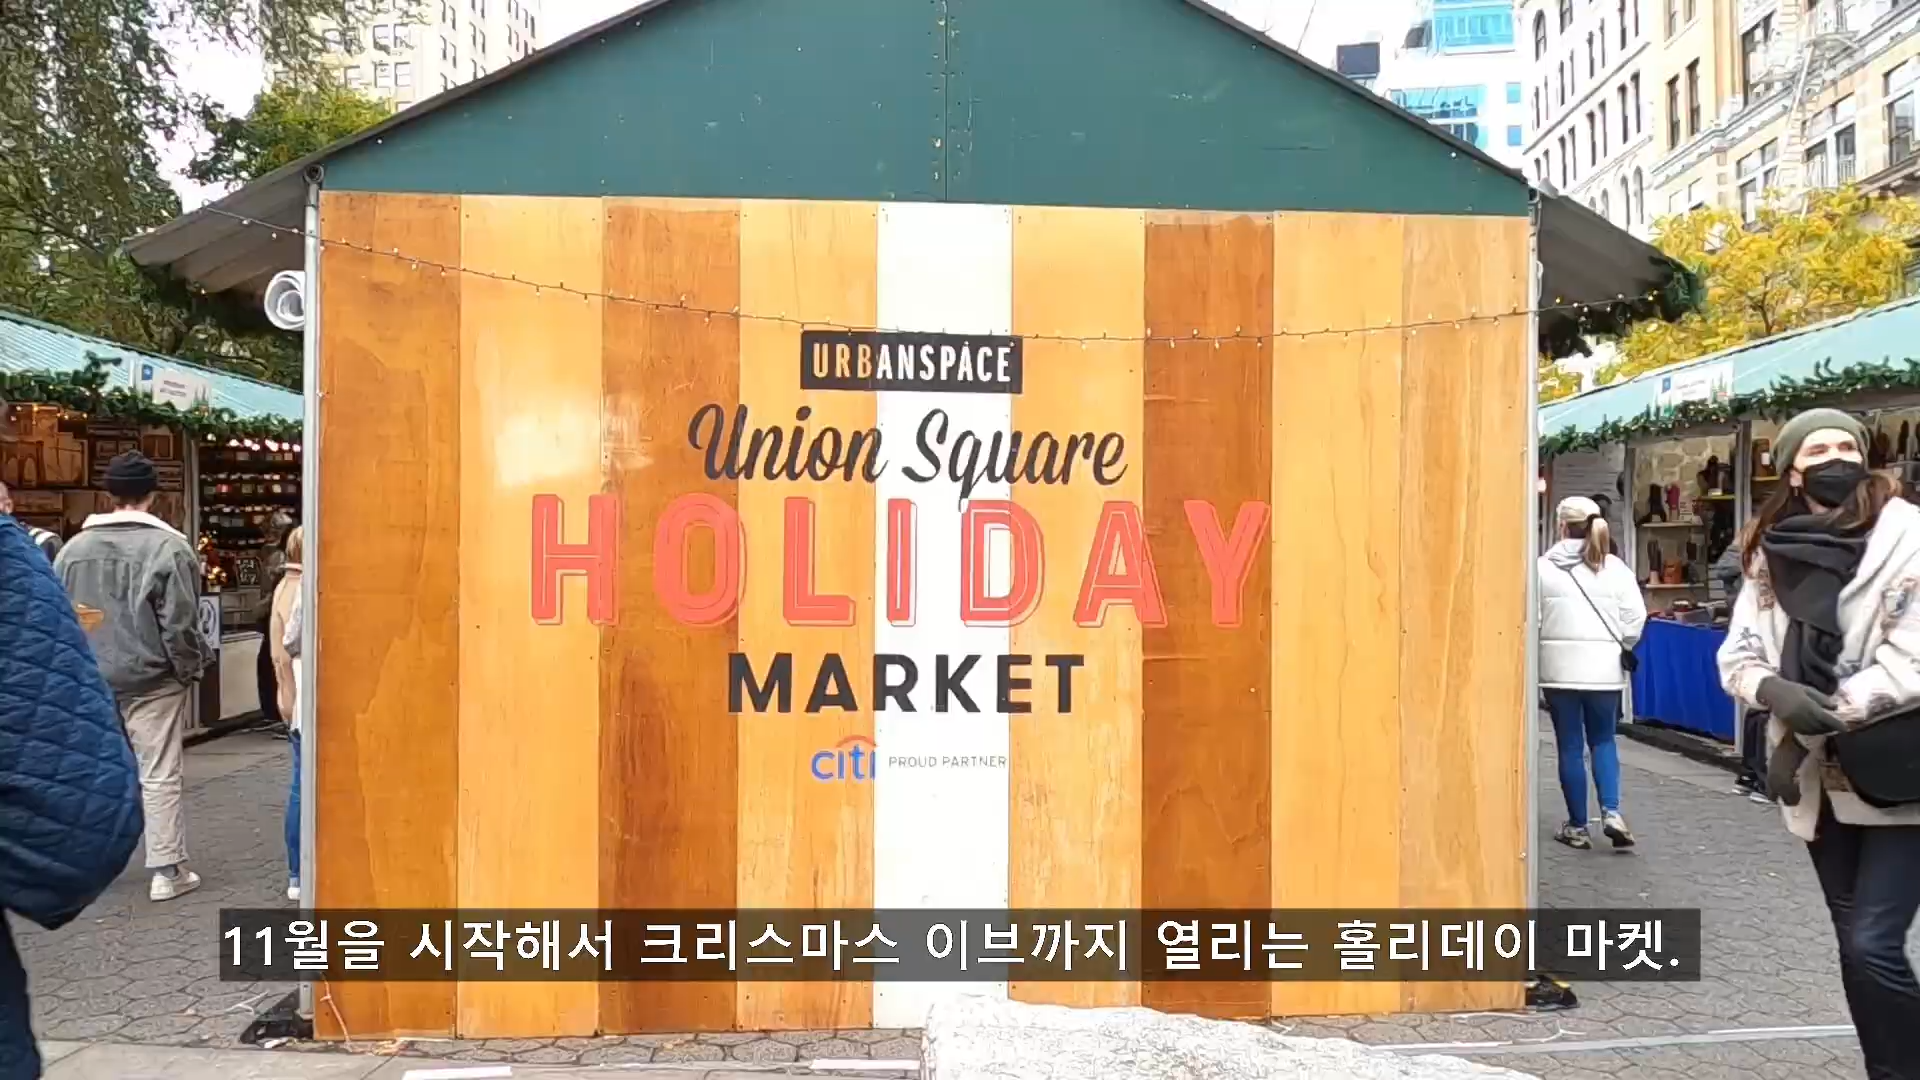 URBANSPACE
Union Square
HOLIDAY
MARKET
citi PROUD PARTNER
11월을 시작해서 크리스마스 이브까지 열리는 홀리데이 마켓.